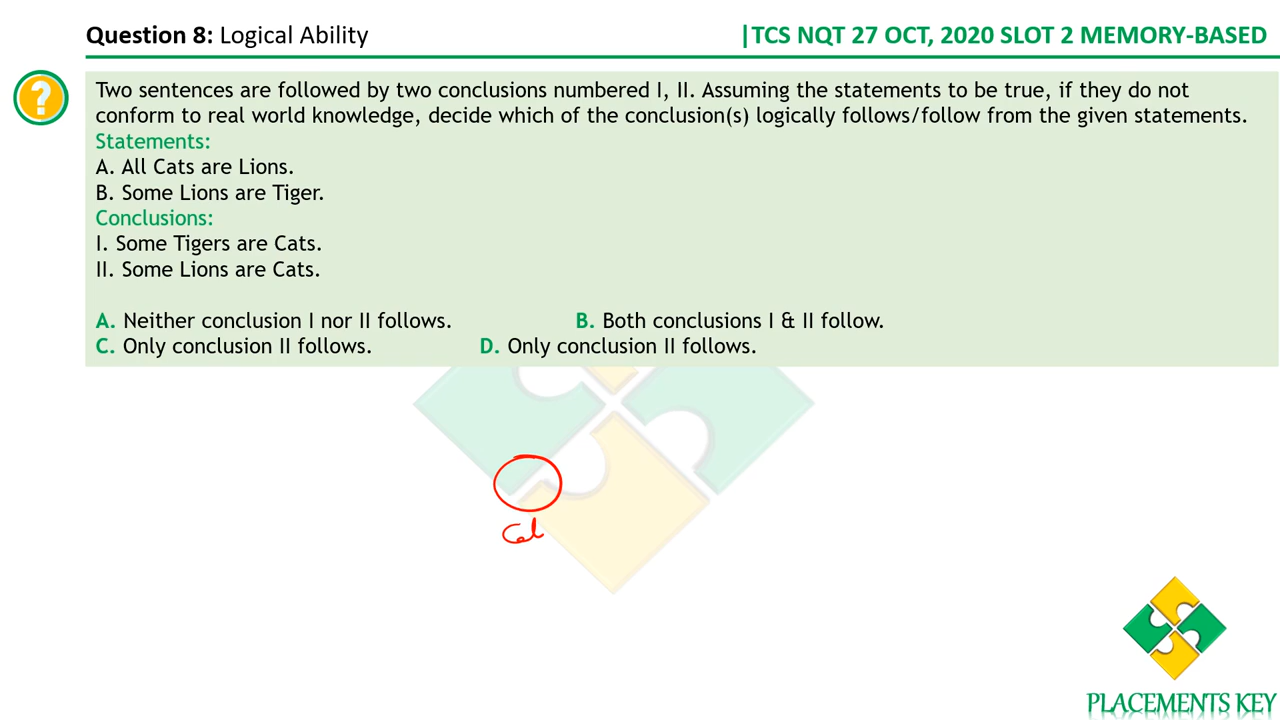 Question 8: Logical Ability
|TCS NQT 27 OCT, 2020 SLOT 2 MEMORY-BASED
?
Two sentences are followed by two conclusions numbered I, II. Assuming the statements to be true, if they do not
conform to real world knowledge, decide which of the conclusion(s) logically follows/follow from the given statements.
Statements:
A. All Cats are Lions.
B. Some Lions are Tiger.
Conclusions:
I. Some Tigers are Cats.
II. Some Lions are Cats.
A. Neither conclusion I nor II follows. B. Both conclusions I & II follow.
C. Only conclusion II follows. D. Only conclusion II follows.
Cat
PLACEMENTS KEY